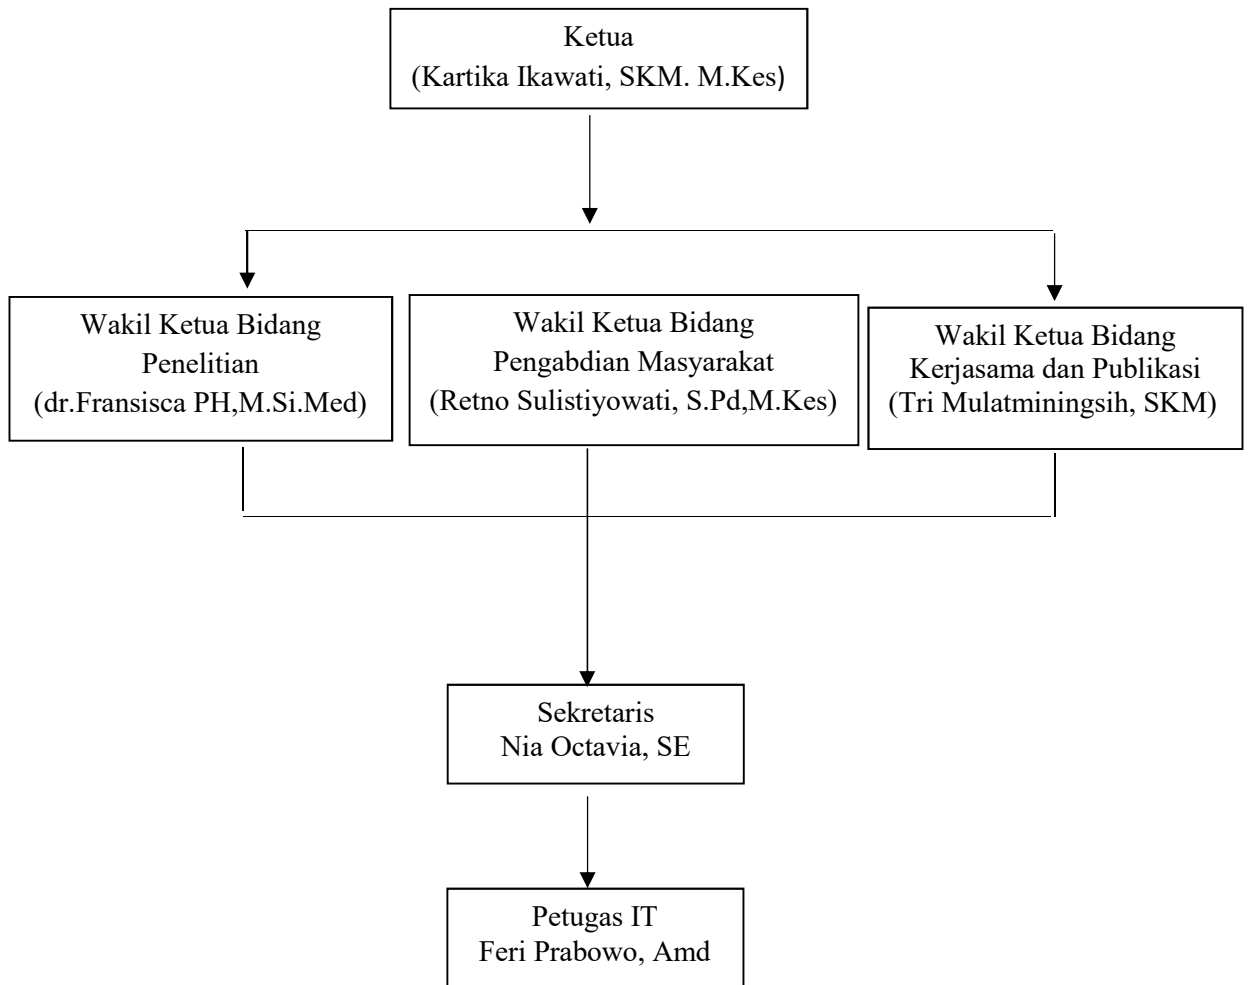 Ketua
(Kartika Ikawati, SKM. M.Kes)
Wakil Ketua Bidang
Penelitian
(dr.Fransisca PH,M.Si.Med)
Wakil Ketua Bidang
Pengabdian Masyarakat
(Retno Sulistiyowati, S.Pd,M.Kes)
Wakil Ketua Bidang
Kerjasama dan Publikasi
(Tri Mulatminingsih, SKM)
Sekretaris
Nia Octavia, SE
Petugas IT
Feri Prabowo, Amd